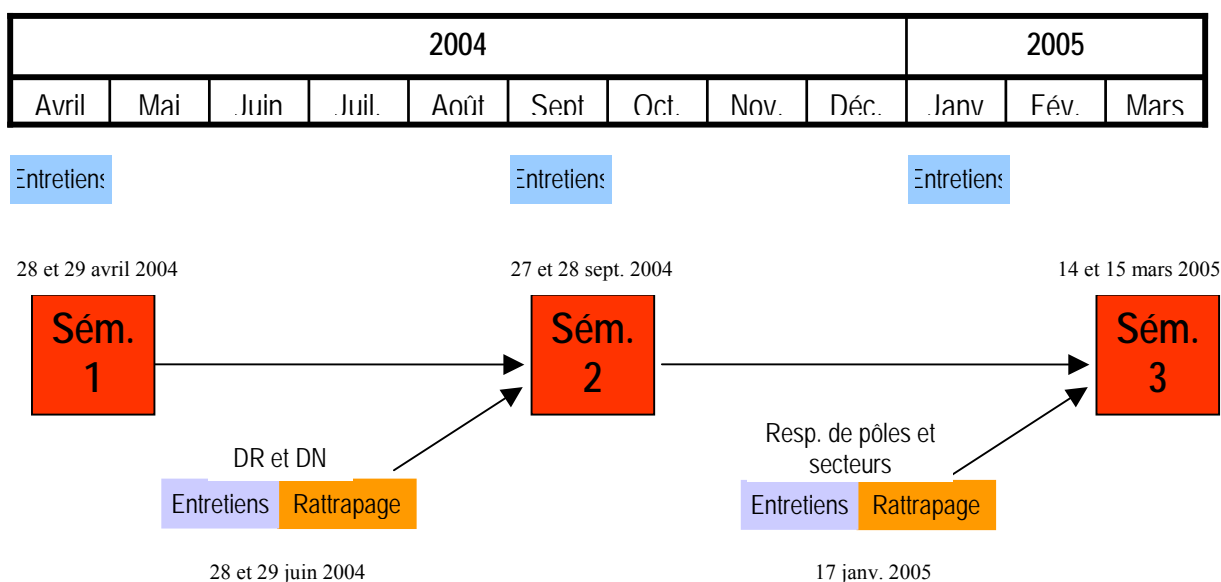 2004 2005
Avril Mai Juin Juil. Août Sept Oct. Nov. Déc. Janv Fév. Mars
Entretiens Entretiens Entretiens
28 et 29 avril 2004 27 et 28 sept. 2004 14 et 15 mars 2005
Sém. Sém. Sém.
1 2 3
DR et DN Resp. de pôles et
secteurs
Entretiens Rattrapage Entretiens Rattrapage
28 et 29 juin 2004 17 janv. 2005